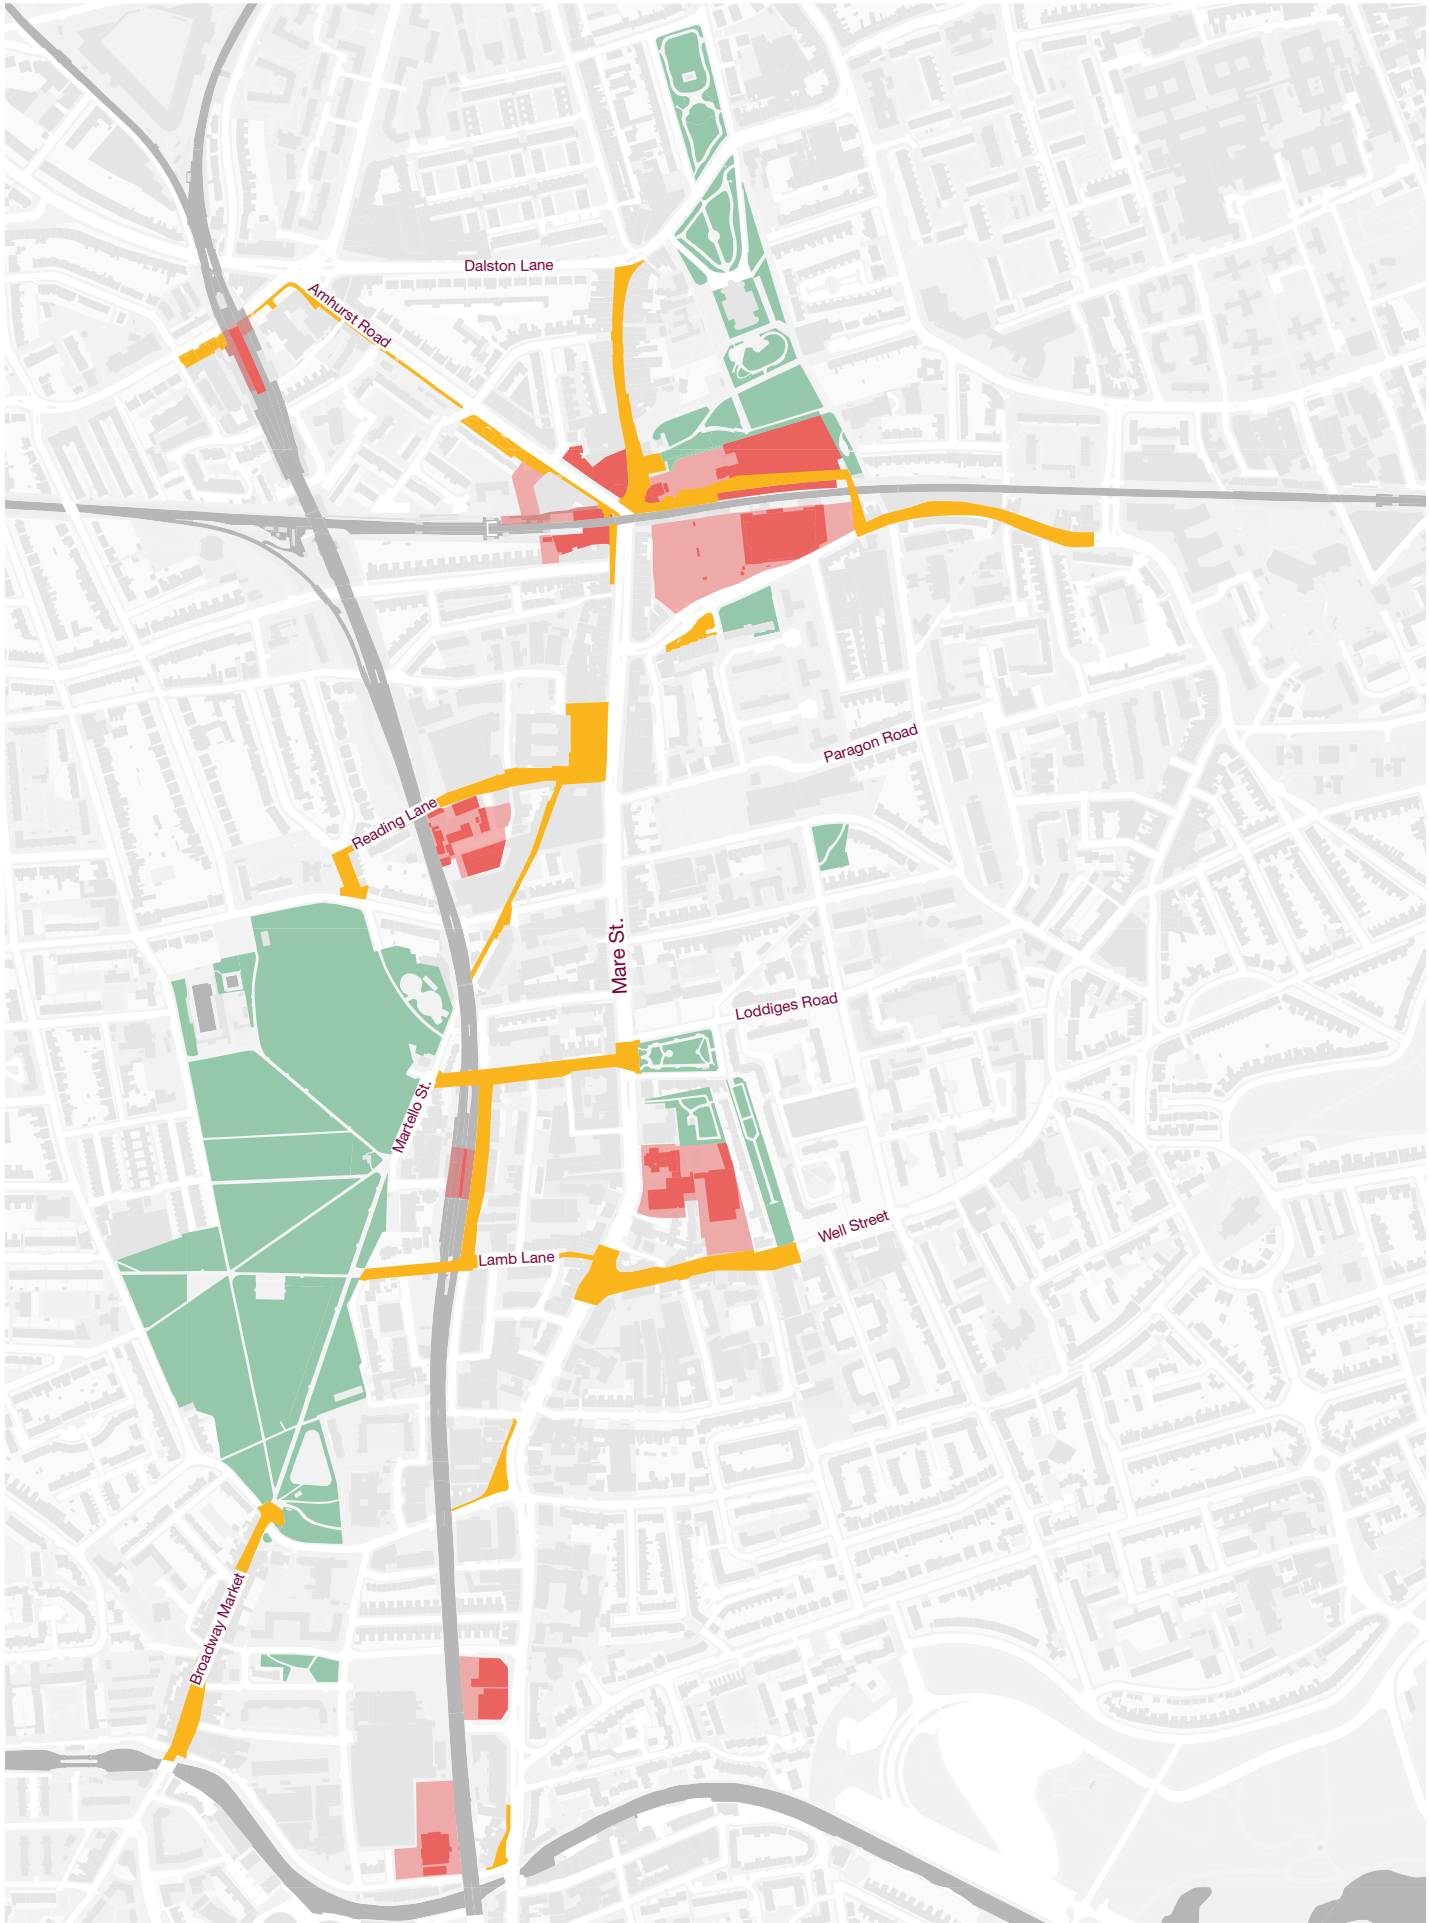 Dalston Lane
Amhurst Road
Paragon Road
Reading Lane
Mare St.
Loddiges Road
Martello St.
Well Street
Lamb Lane
Broadway Market